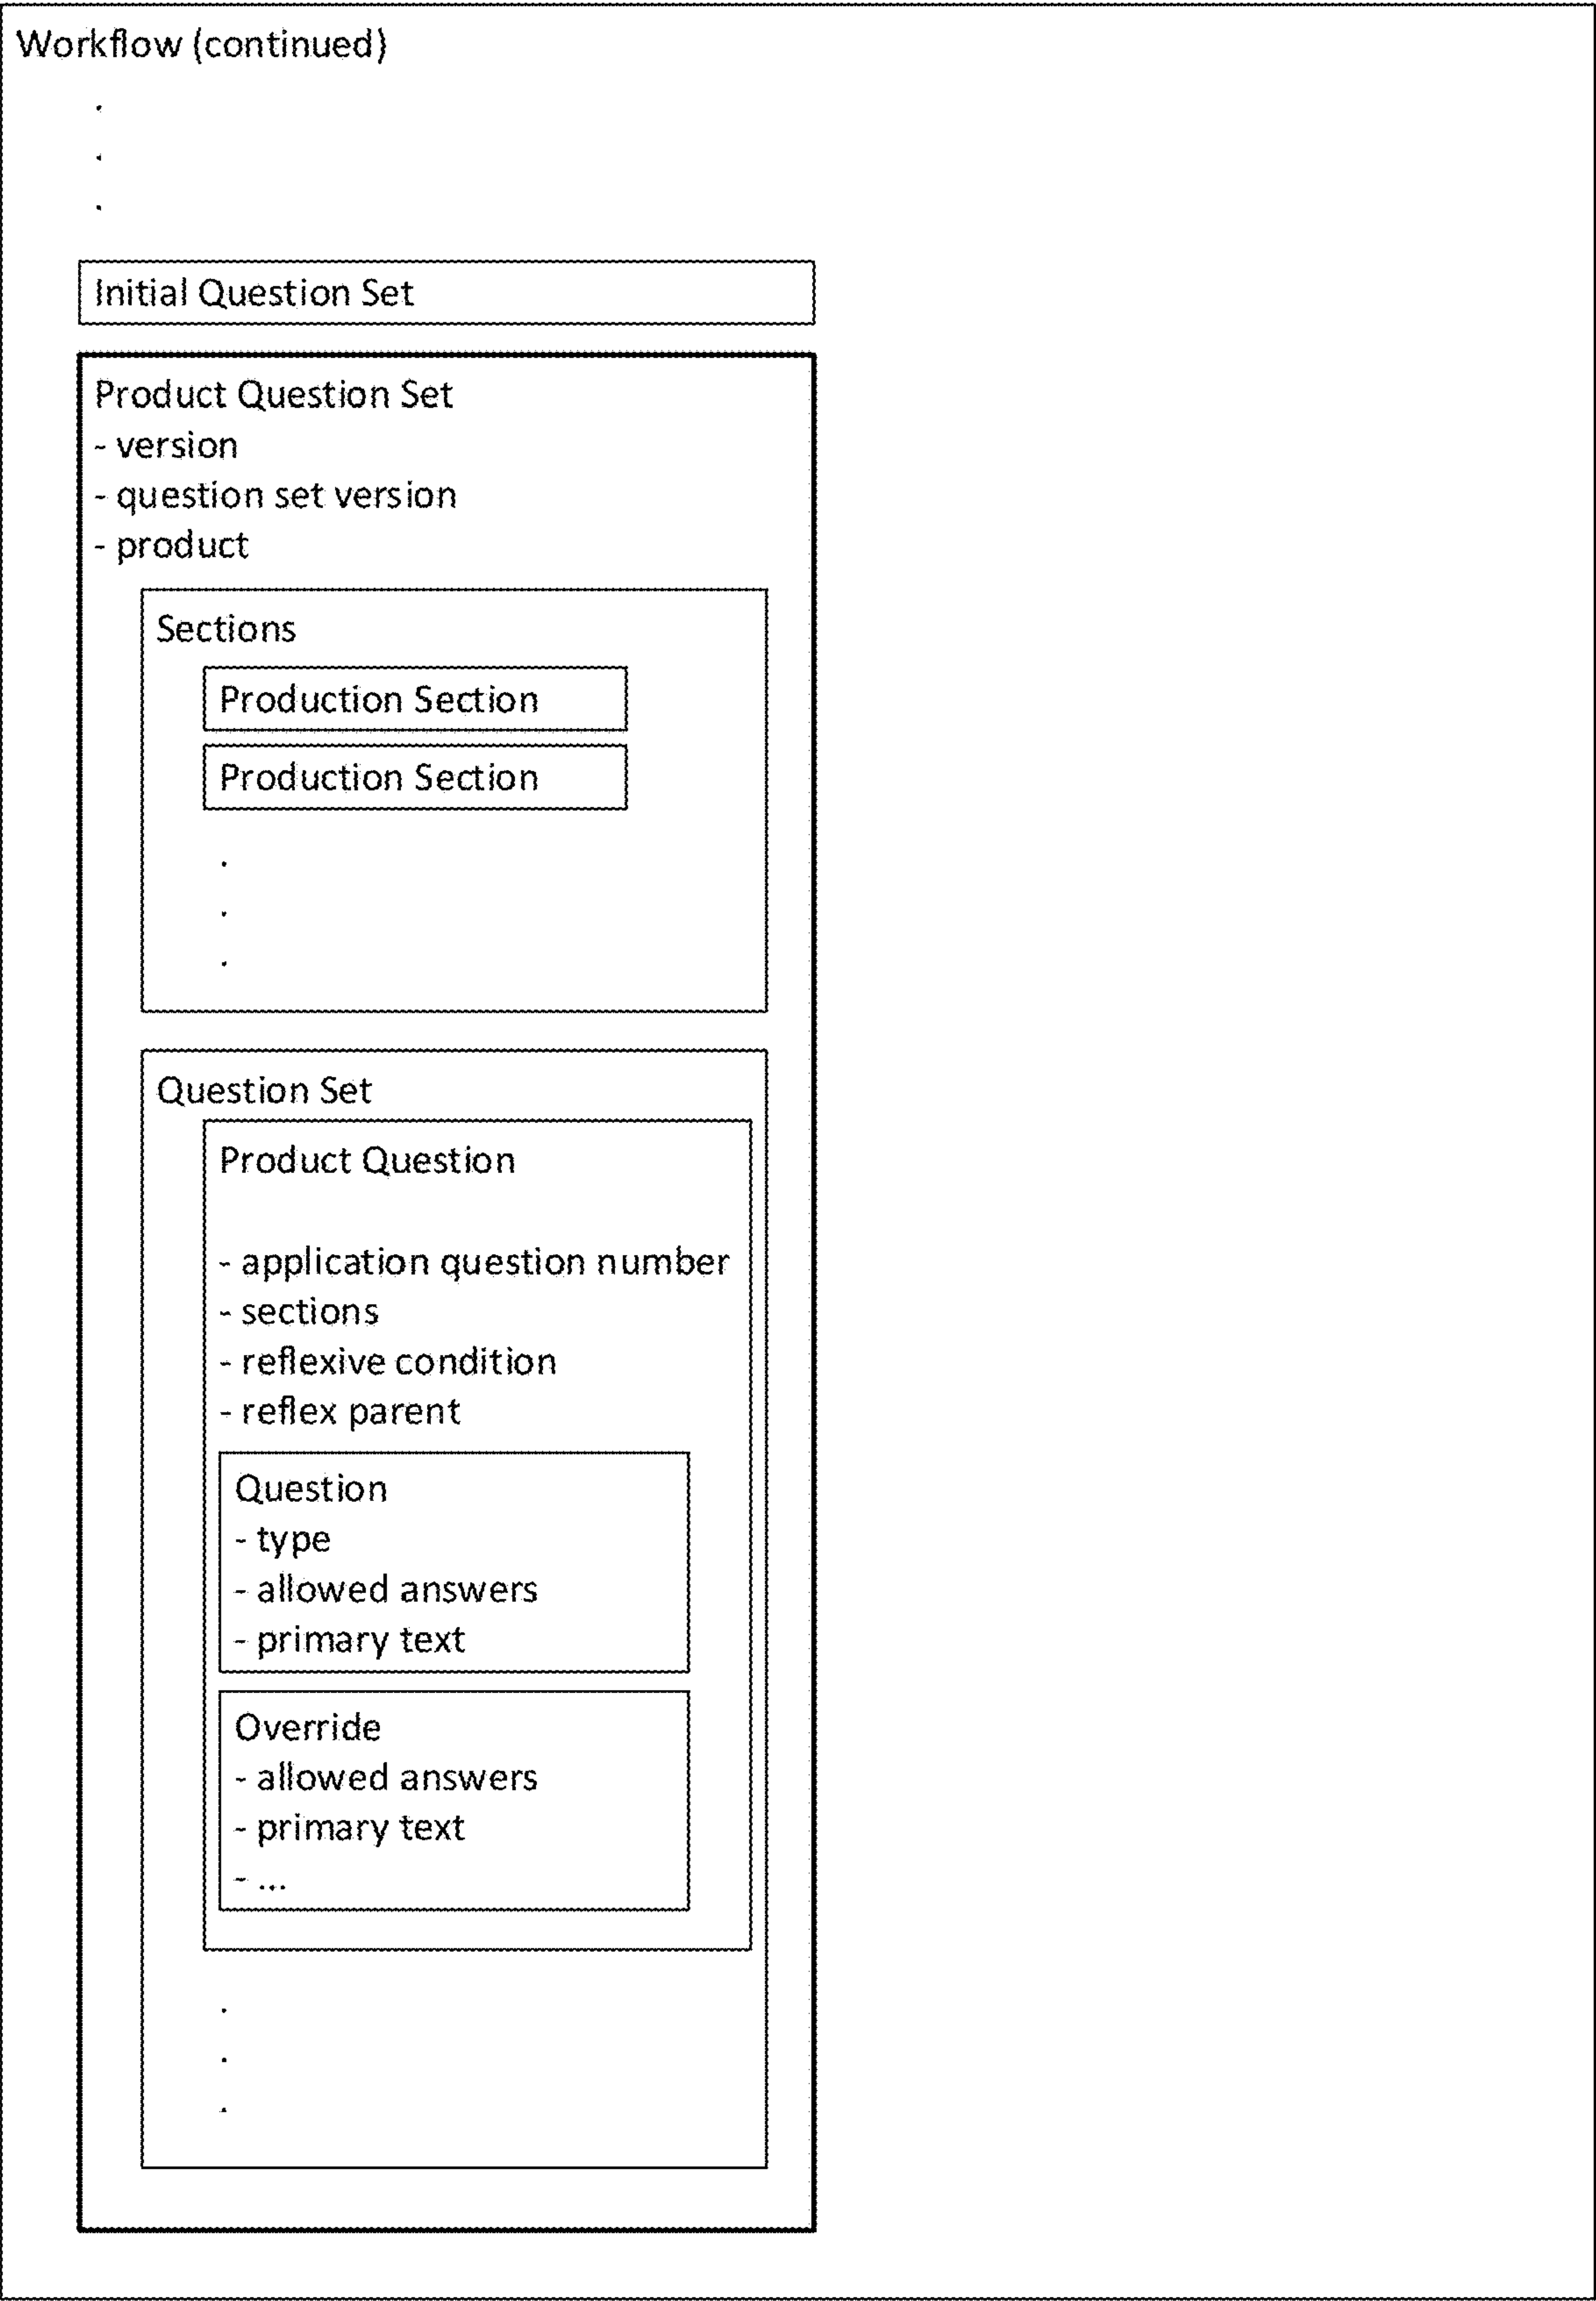 Workflow (continued)
.
.
.
Initial Question Set
Product Question Set
- version
- question set version
- product
Sections
Production Section
Production Section
.
.
.
Question Set
Product Question
- application question number
- sections
- reflexive condition
- reflex parent
Question
- type
- allowed answers
- primary text
Override
- allowed answers
- primary text
- ...
.
.
.